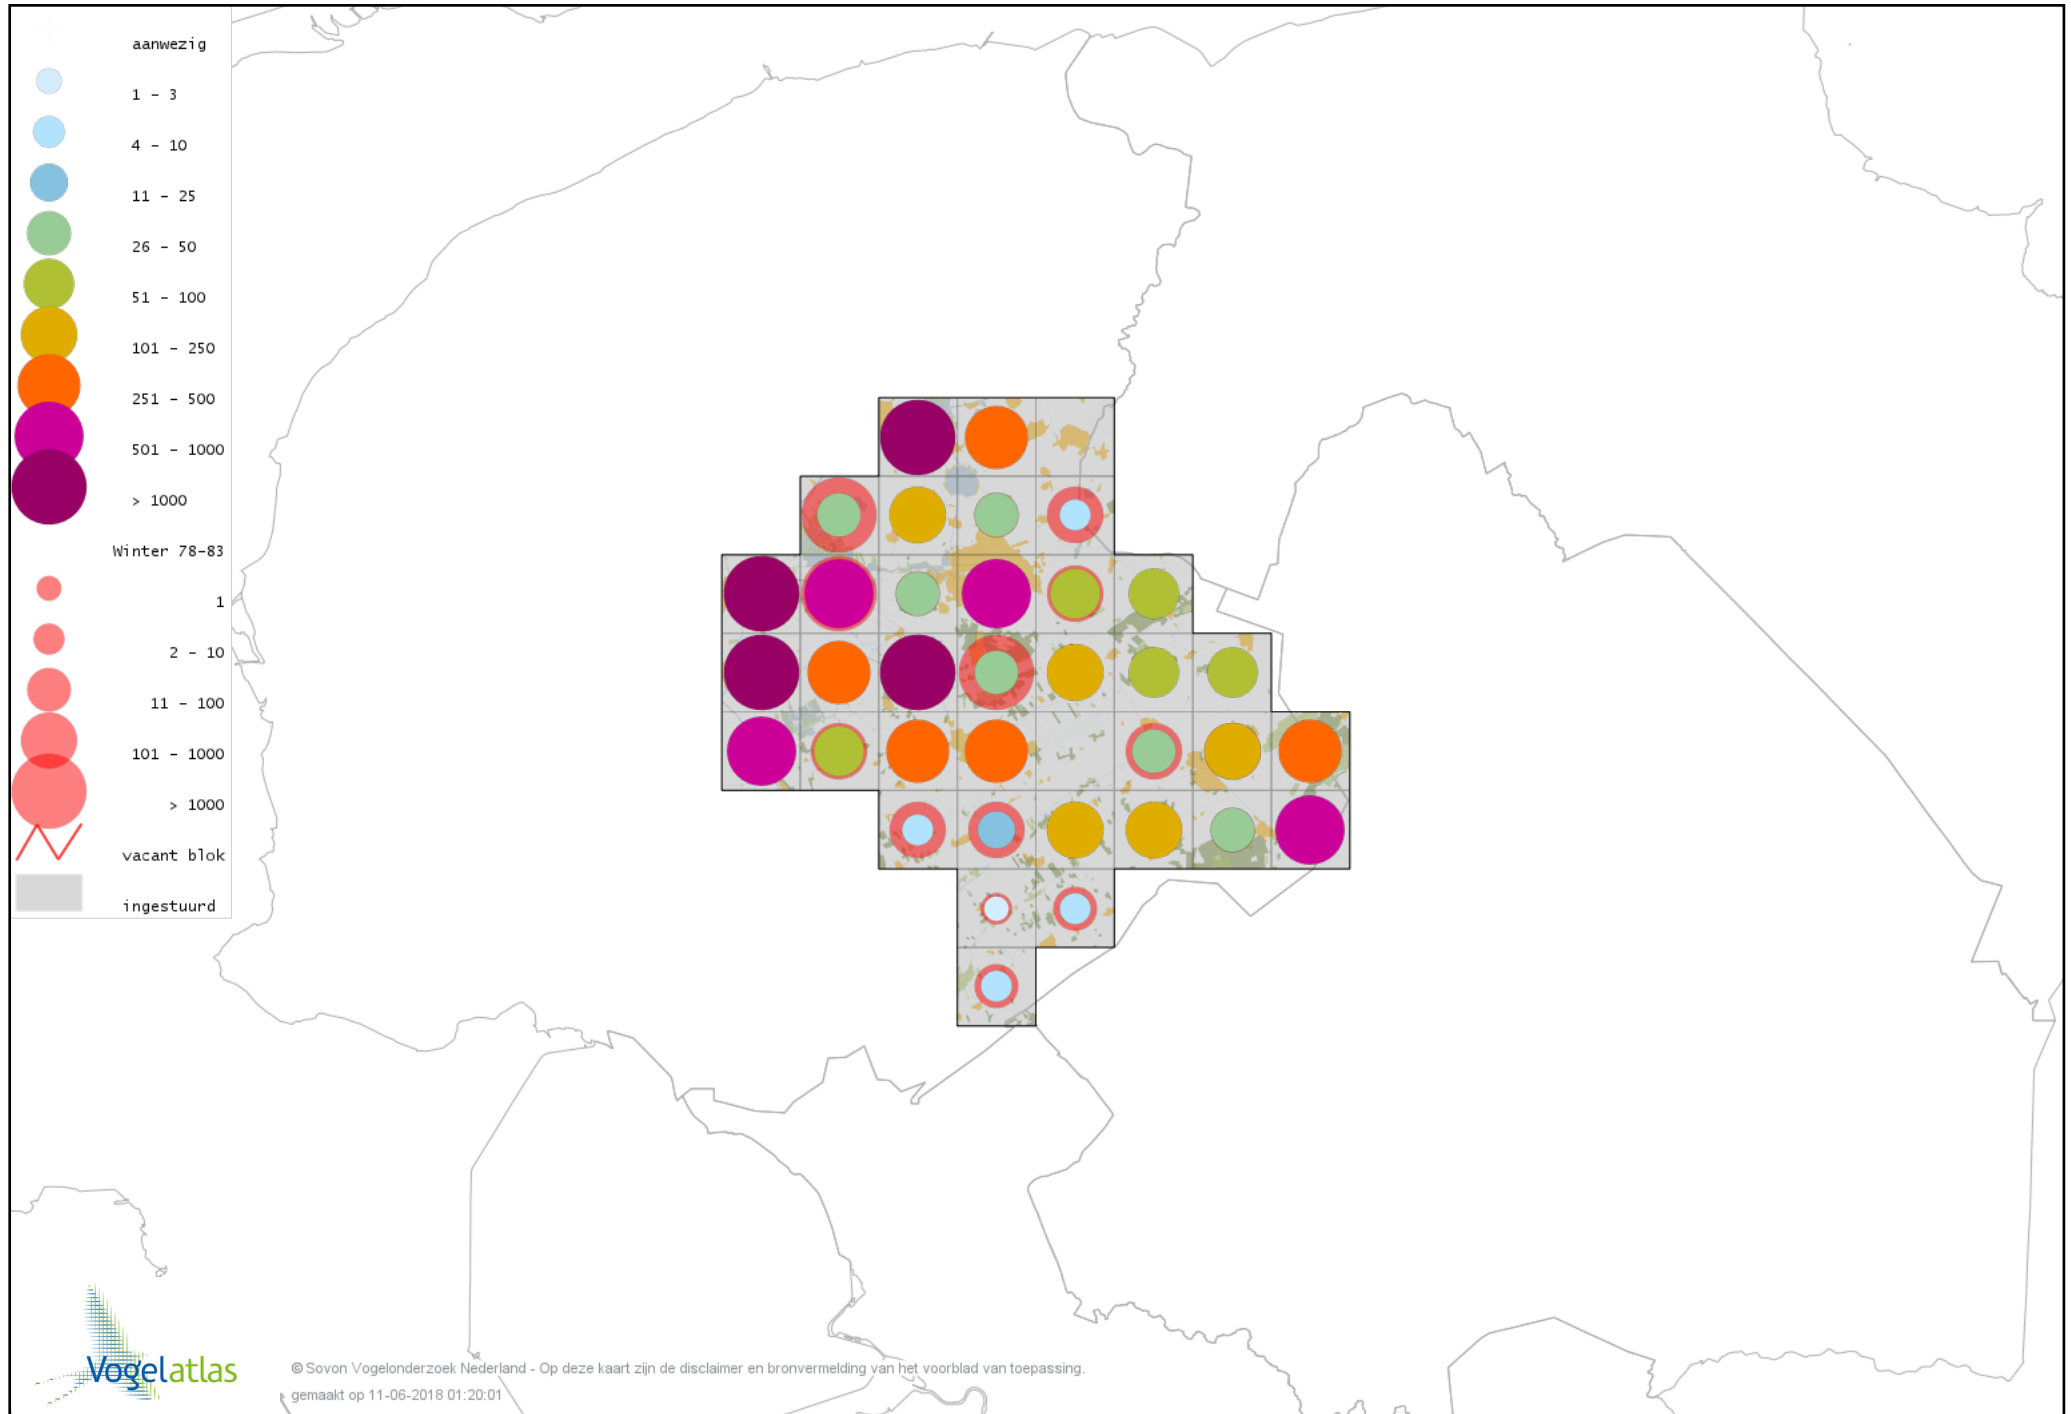 aanwezig
1 - 3
4 - 10
11 - 25
26 - 50
51 - 100
101 - 250
251 - 500
501 - 1000
> 1000
Winter 78-83
1
2 - 10
11 - 100
101 - 1000
> 1000
vacant blok
ingestuurd
Vogelatlas
© Sovon Vogelonderzoek Nederland - Op deze kaart zijn de disclaimer en bronvermelding van het voorblad van toepassing.
gemaakt op 11-06-2018 01:20:01